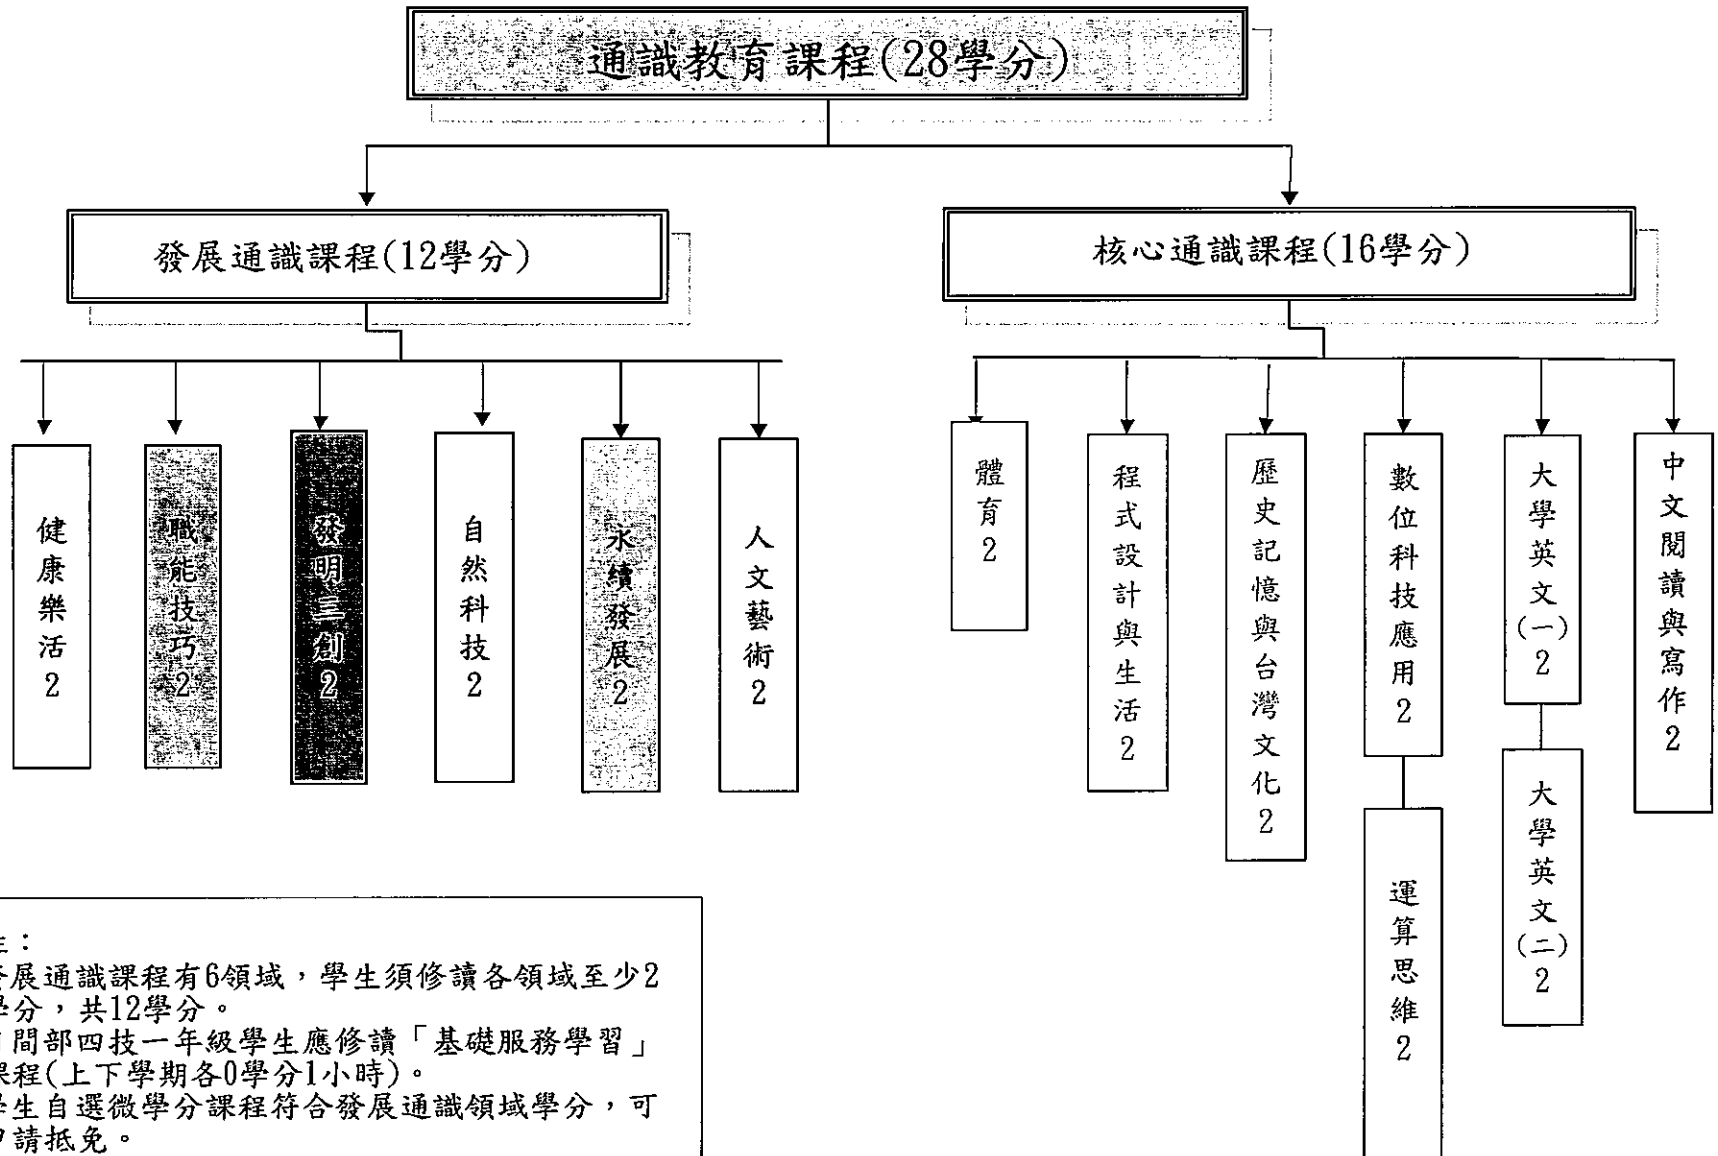 通識教育課程(28學分)
發展通識課程(12學分)
核心通識課程(16學分)
健康樂活2
職能技巧2
發明三創2
自然科技2
永續發展2
人文藝術2
體育2
程式設計與生活2
歷史記憶與台灣文化2
數位科技應用2
大學英文(一)2
中文閱讀與寫作2
運算思維2
大學英文(二)2
：
發展通識課程有6領域，學生須修讀各領域至少2
學分，共12學分。
間部四技一年級學生應修讀「基礎服務學習」
課程(上下學期各0學分1小時)。
學生自選微學分課程符合發展通識領域學分，可
申請抵免。